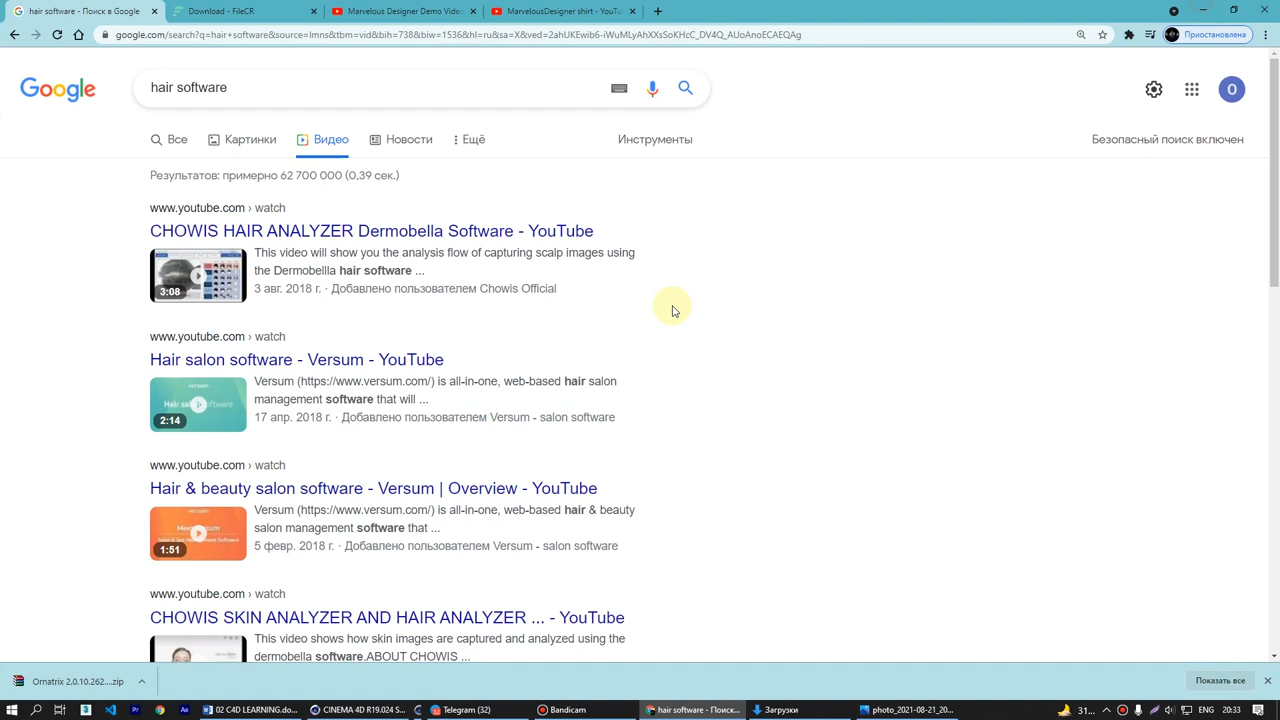 hair software - Поиск в Google
Download - FileCR
Marvelous Designer Demo Video
MarvelousDesigner shirt - YouTu
google.com/search?q=hair+software&source=lmns&tbm=vid&bih=738&biw=1536&hl=ru&sa=X&ved=2ahUKEwib6-iWuMLyAhXXsSoKHcC_DV4Q_AUoAnoECAEQAg
Приостановлена
Google
hair software
O
Все
Картинки
Видео
Новости
Ещё
Инструменты
Безопасный поиск включен
Результатов: примерно 62 700 000 (0,39 сек.)
www.youtube.com › watch
CHOWIS HAIR ANALYZER Dermobella Software - YouTube
3:08
This video will show you the analysis flow of capturing scalp images using
the Dermobellla hair software ...
3 авг. 2018 г. · Добавлено пользователем Chowis Official
www.youtube.com › watch
Hair salon software - Versum - YouTube
2:14
Versum (https://www.versum.com/) is all-in-one, web-based hair salon
management software that will ...
17 апр. 2018 г. · Добавлено пользователем Versum - salon software
www.youtube.com › watch
Hair & beauty salon software - Versum | Overview - YouTube
1:51
Versum (https://www.versum.com/) is all-in-one, web-based hair & beauty
salon management software that ...
5 февр. 2018 г. · Добавлено пользователем Versum - salon software
www.youtube.com › watch
CHOWIS SKIN ANALYZER AND HAIR ANALYZER ... - YouTube
This video shows how skin images are captured and analyzed using the
dermobella software.ABOUT CHOWIS ...
Ornatrix 2.0.10.262....zip
Показать все
02 C4D LEARNING.do...
CINEMA 4D R19.024 S...
Telegram (32)
Bandicam
hair software - Поиск...
Загрузки
photo_2021-08-21_20...
31°...
ENG
20:33